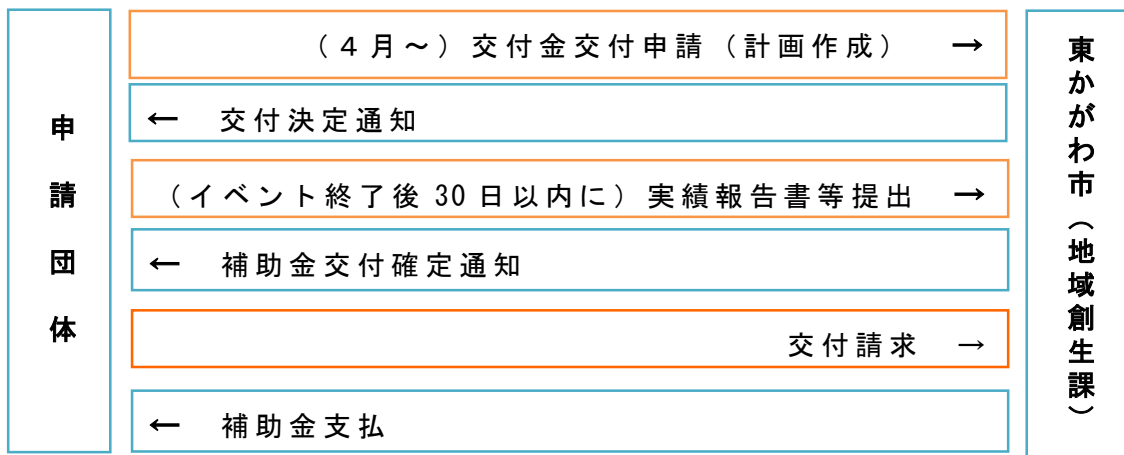 申請団体
（４月～）交付金交付申請（計画作成） →
← 交付決定通知
（イベント終了後 30 日以内に）実績報告書等提出 →
← 補助金交付確定通知
交付請求 →
← 補助金支払
東かがわ市（地域創生課）